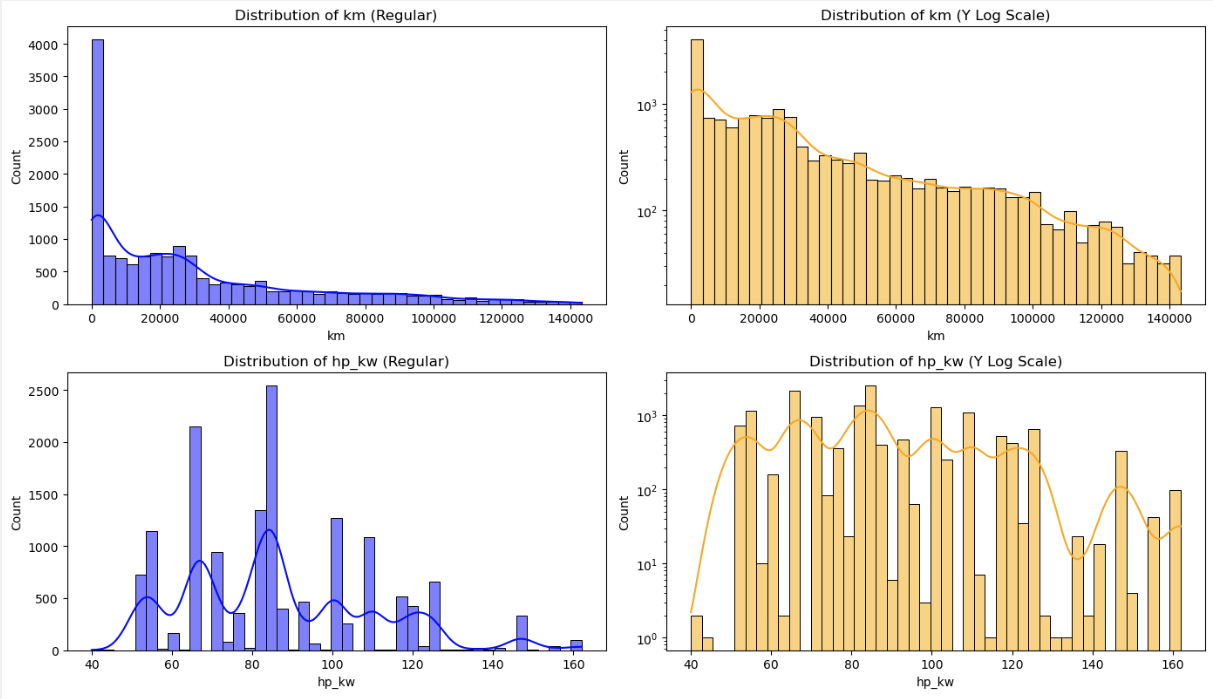 Distribution of km (Regular)
Count
4000
3500
3000
2500
2000
1500
1000
500
0
0 20000 40000 60000 80000 100000 120000 140000
km
Distribution of km (Y Log Scale)
Count
10³
10²
0 20000 40000 60000 80000 100000 120000 140000
km
Distribution of hp_kw (Regular)
Count
2500
2000
1500
1000
500
0
40 60 80 100 120 140 160
hp_kw
Distribution of hp_kw (Y Log Scale)
Count
10³
10²
10¹
10⁰
40 60 80 100 120 140 160
hp_kw